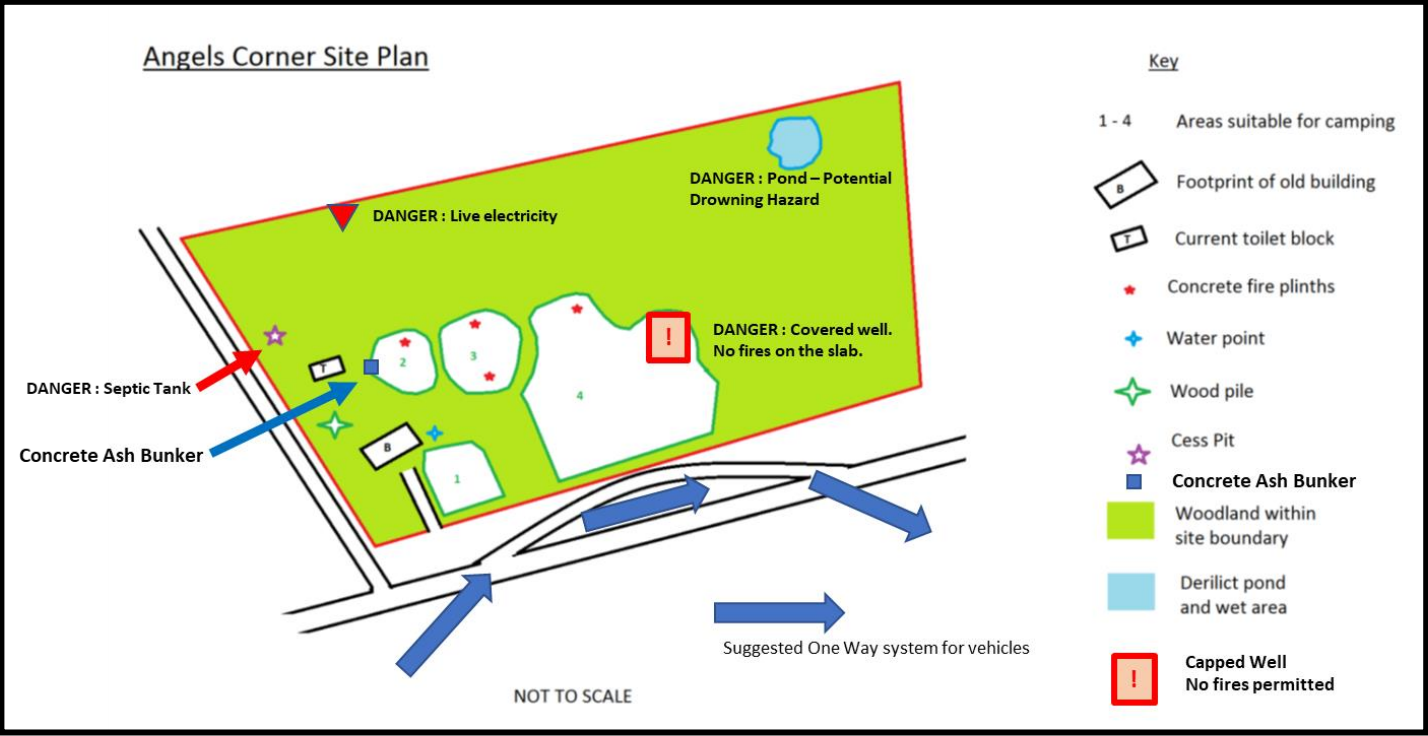 Angels Corner Site Plan
DANGER : Pond – Potential
Drowning Hazard
DANGER : Live electricity
DANGER : Covered well.
No fires on the slab.
!
T
2
3
4
DANGER : Septic Tank
Concrete Ash Bunker
B
1
Suggested One Way system for vehicles
NOT TO SCALE
Key
1 - 4 Areas suitable for camping
B Footprint of old building
T Current toilet block
Concrete fire plinths
Water point
Wood pile
Cess Pit
Concrete Ash Bunker
Woodland within
site boundary
Derilict pond
and wet area
! Capped Well
No fires permitted